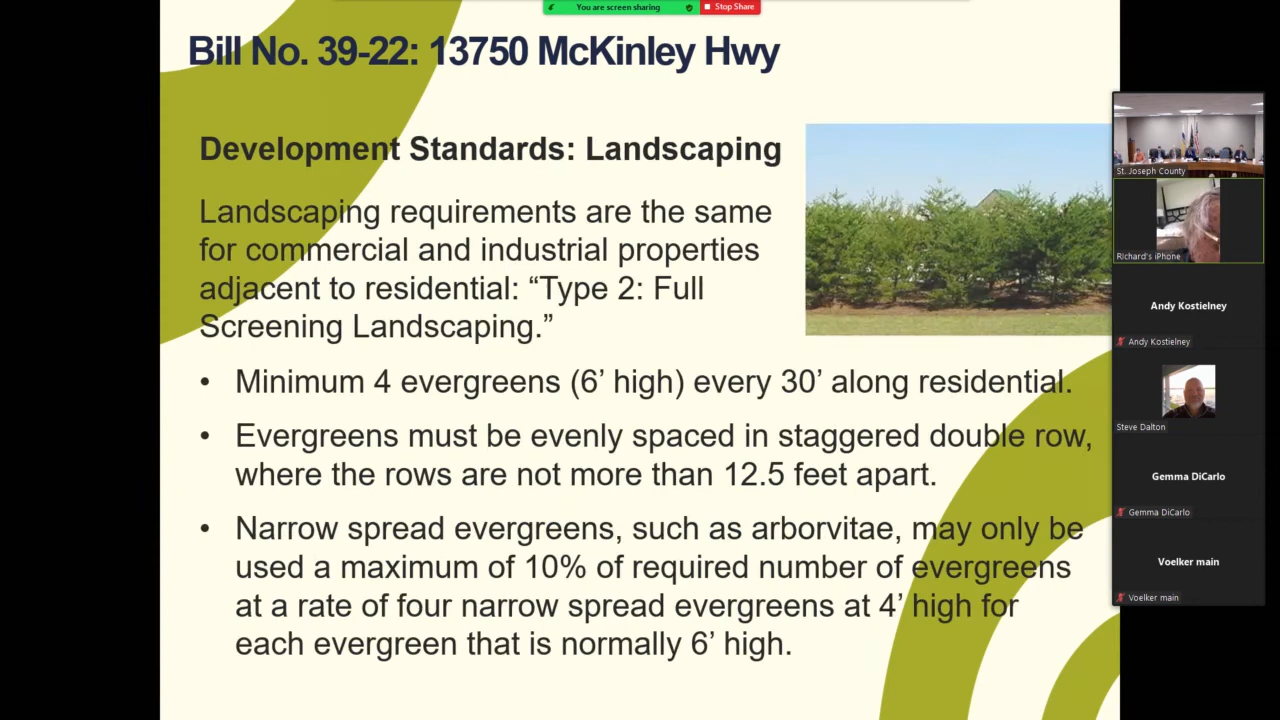 You are screen sharing
Stop Share
Bill No. 39-22: 13750 McKinley Hwy
Development Standards: Landscaping
Landscaping requirements are the same
for commercial and industrial properties
adjacent to residential: “Type 2: Full
Screening Landscaping.”
• Minimum 4 evergreens (6’ high) every 30’ along residential.
• Evergreens must be evenly spaced in staggered double row,
where the rows are not more than 12.5 feet apart.
• Narrow spread evergreens, such as arborvitae, may only be
used a maximum of 10% of required number of evergreens
at a rate of four narrow spread evergreens at 4’ high for
each evergreen that is normally 6’ high.
St. Joseph County
Richard's iPhone
Andy Kostielney
Andy Kostielney
Steve Dalton
Gemma DiCarlo
Gemma DiCarlo
Voelker main
Voelker main